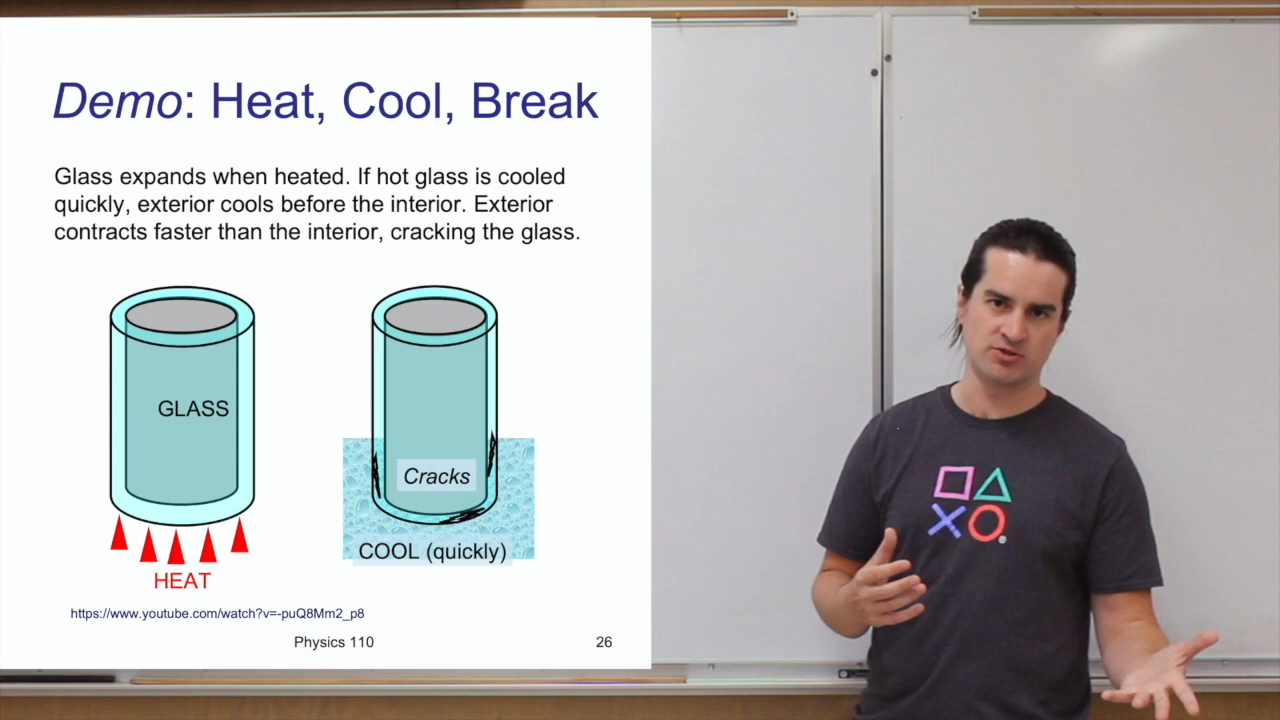 Demo: Heat, Cool, Break
Glass expands when heated. If hot glass is cooled
quickly, exterior cools before the interior. Exterior
contracts faster than the interior, cracking the glass.
GLASS
Cracks
COOL (quickly)
HEAT
https://www.youtube.com/watch?v=-puQ8Mm2_p8
Physics 110
26